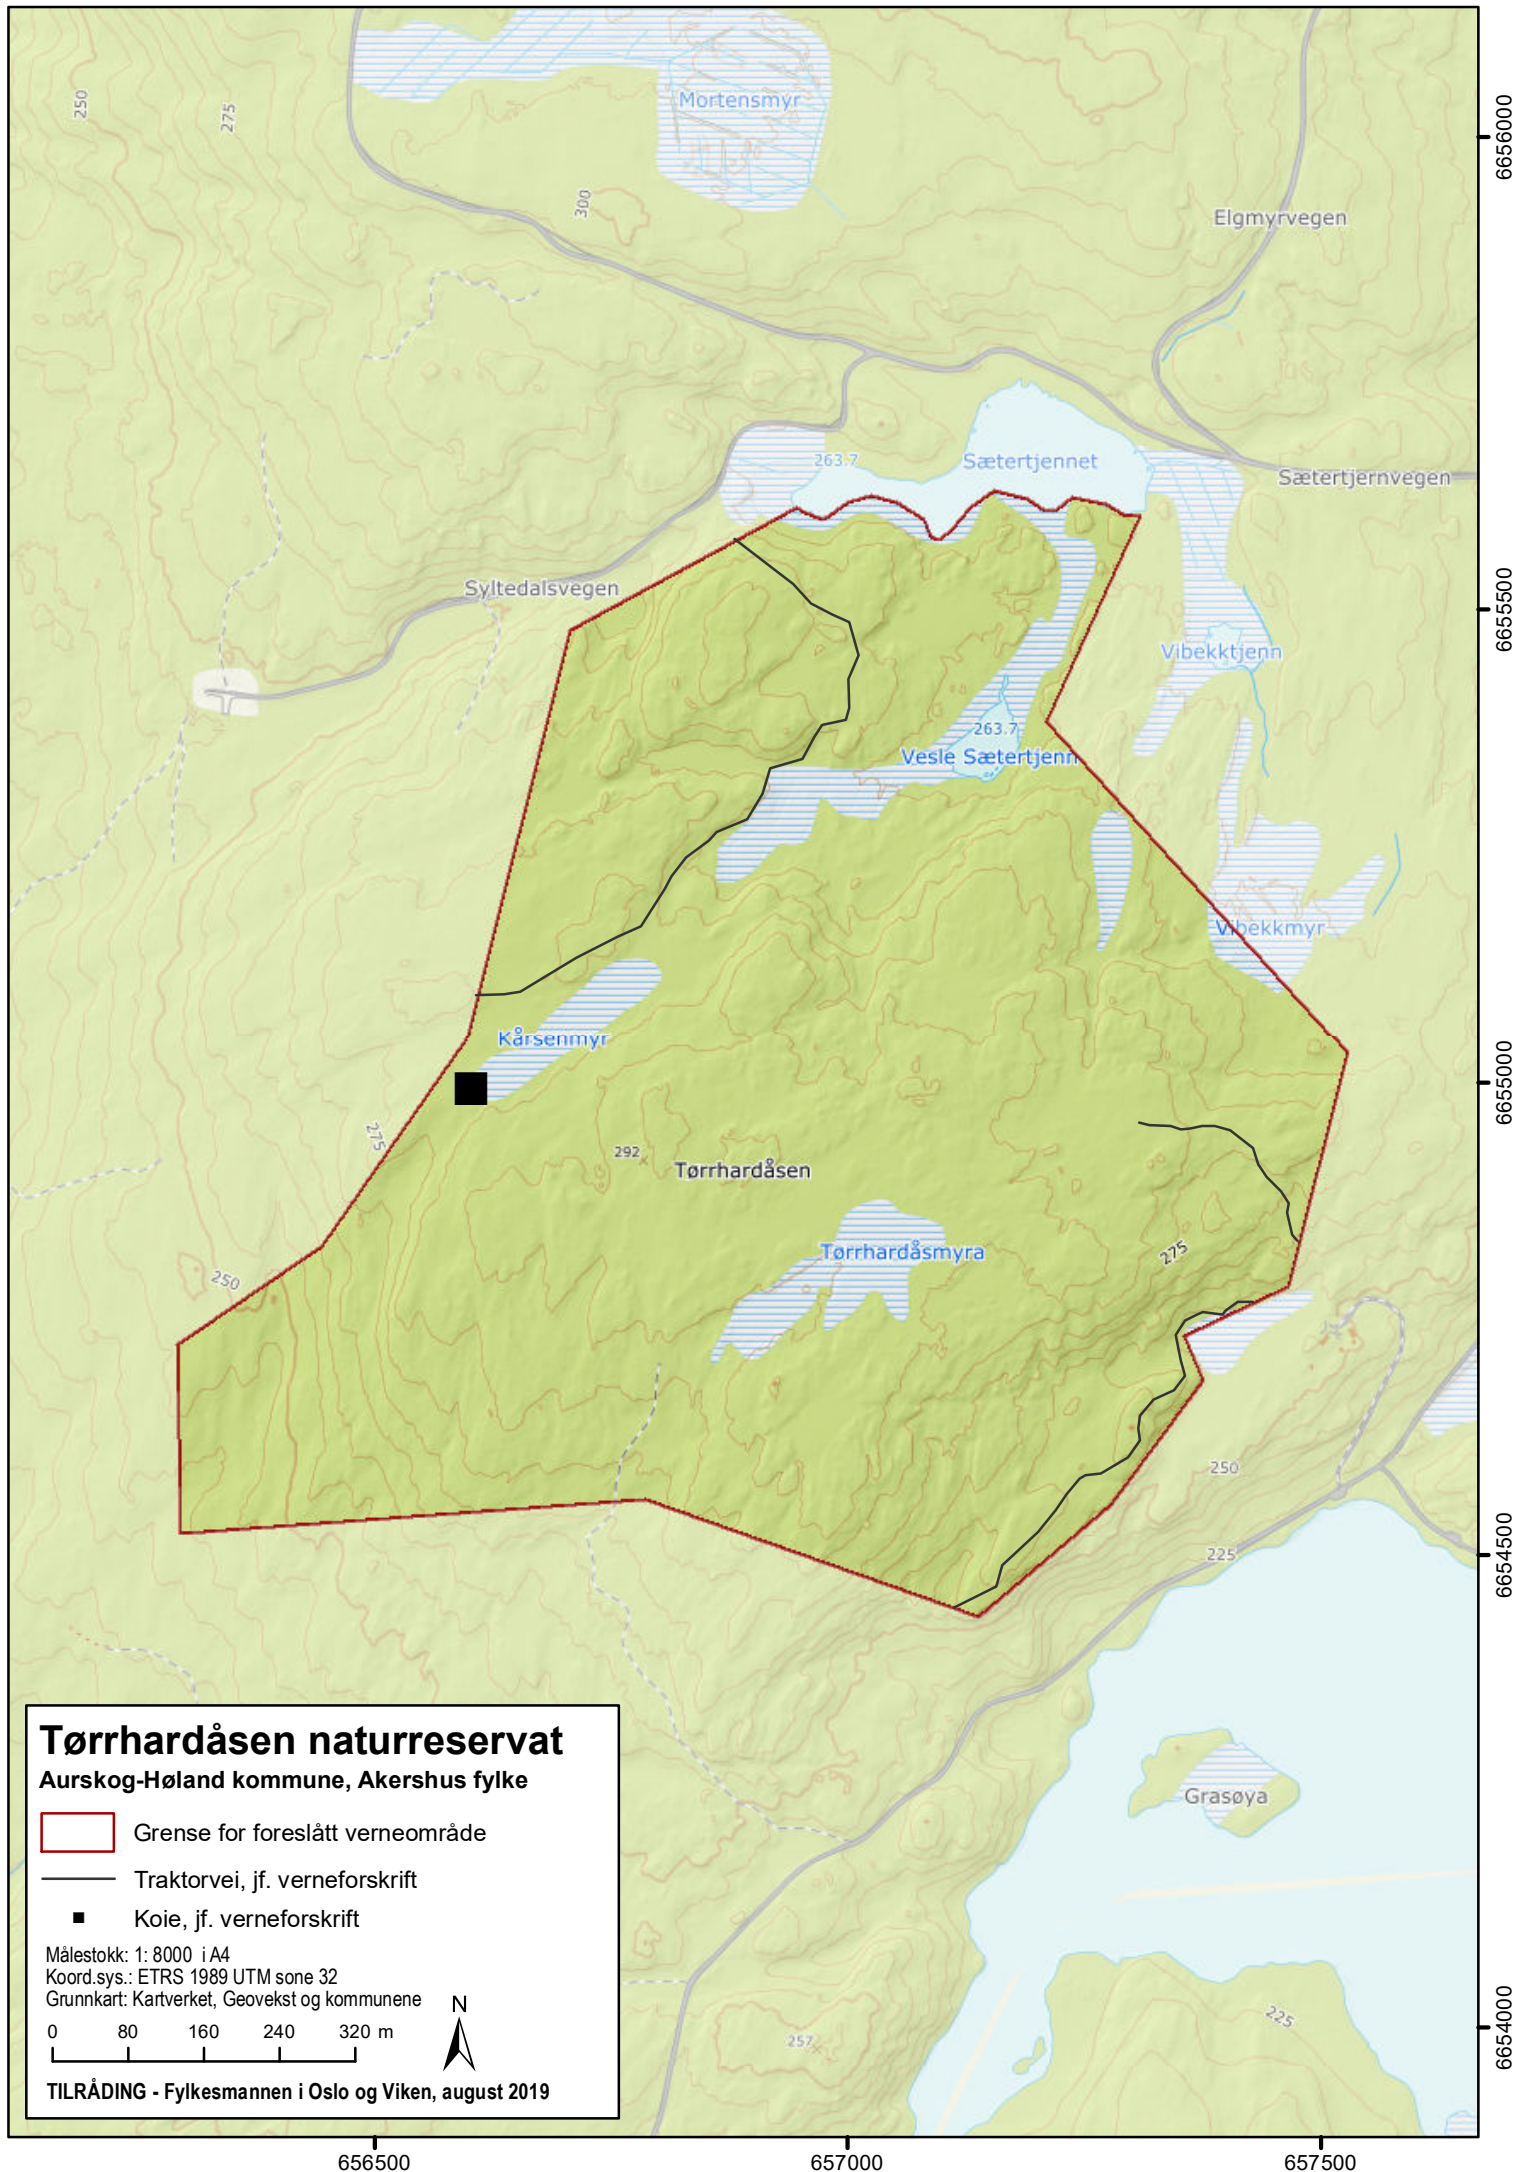 250
275
Mortensmyr
6656000
300
Elgmyrvegen
263.7
Sætertjennet
Sætertjernvegen
Syltedalsvegen
6655500
Vibekktjenn
263.7
Vesle Sætertjenn
Vibekkmyr
Kårsenmyr
6655000
275
292
Tørrhardåsen
Tørrhardåsmyra
275
250
250
225
6654500
Grasøya
225
257
6654000
Tørrhardåsen naturreservat
Aurskog-Høland kommune, Akershus fylke
Grense for foreslått verneområde
Traktorvei, jf. verneforskrift
Koie, jf. verneforskrift
Målestokk: 1: 8000 i A4
Koord.sys.: ETRS 1989 UTM sone 32
Grunnkart: Kartverket, Geovekst og kommunene
N
0 80 160 240 320 m
TILRÅDING - Fylkesmannen i Oslo og Viken, august 2019
656500 657000 657500